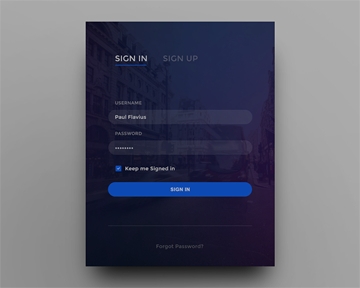 SIGN IN SIGN UP
USERNAME
Paul Flavius
PASSWORD
••••••••
Keep me Signed in
SIGN IN
Forgot Password?